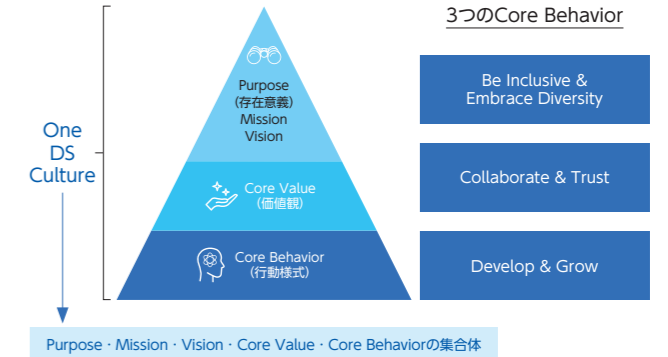 3つのCore Behavior
Purpose
（存在意義）
Mission
Vision
One
DS
Culture
Core Value
（価値観）
Core Behavior
（行動様式）
Be Inclusive &
Embrace Diversity
Collaborate & Trust
Develop & Grow
Purpose・Mission・Vision・Core Value・Core Behaviorの集合体